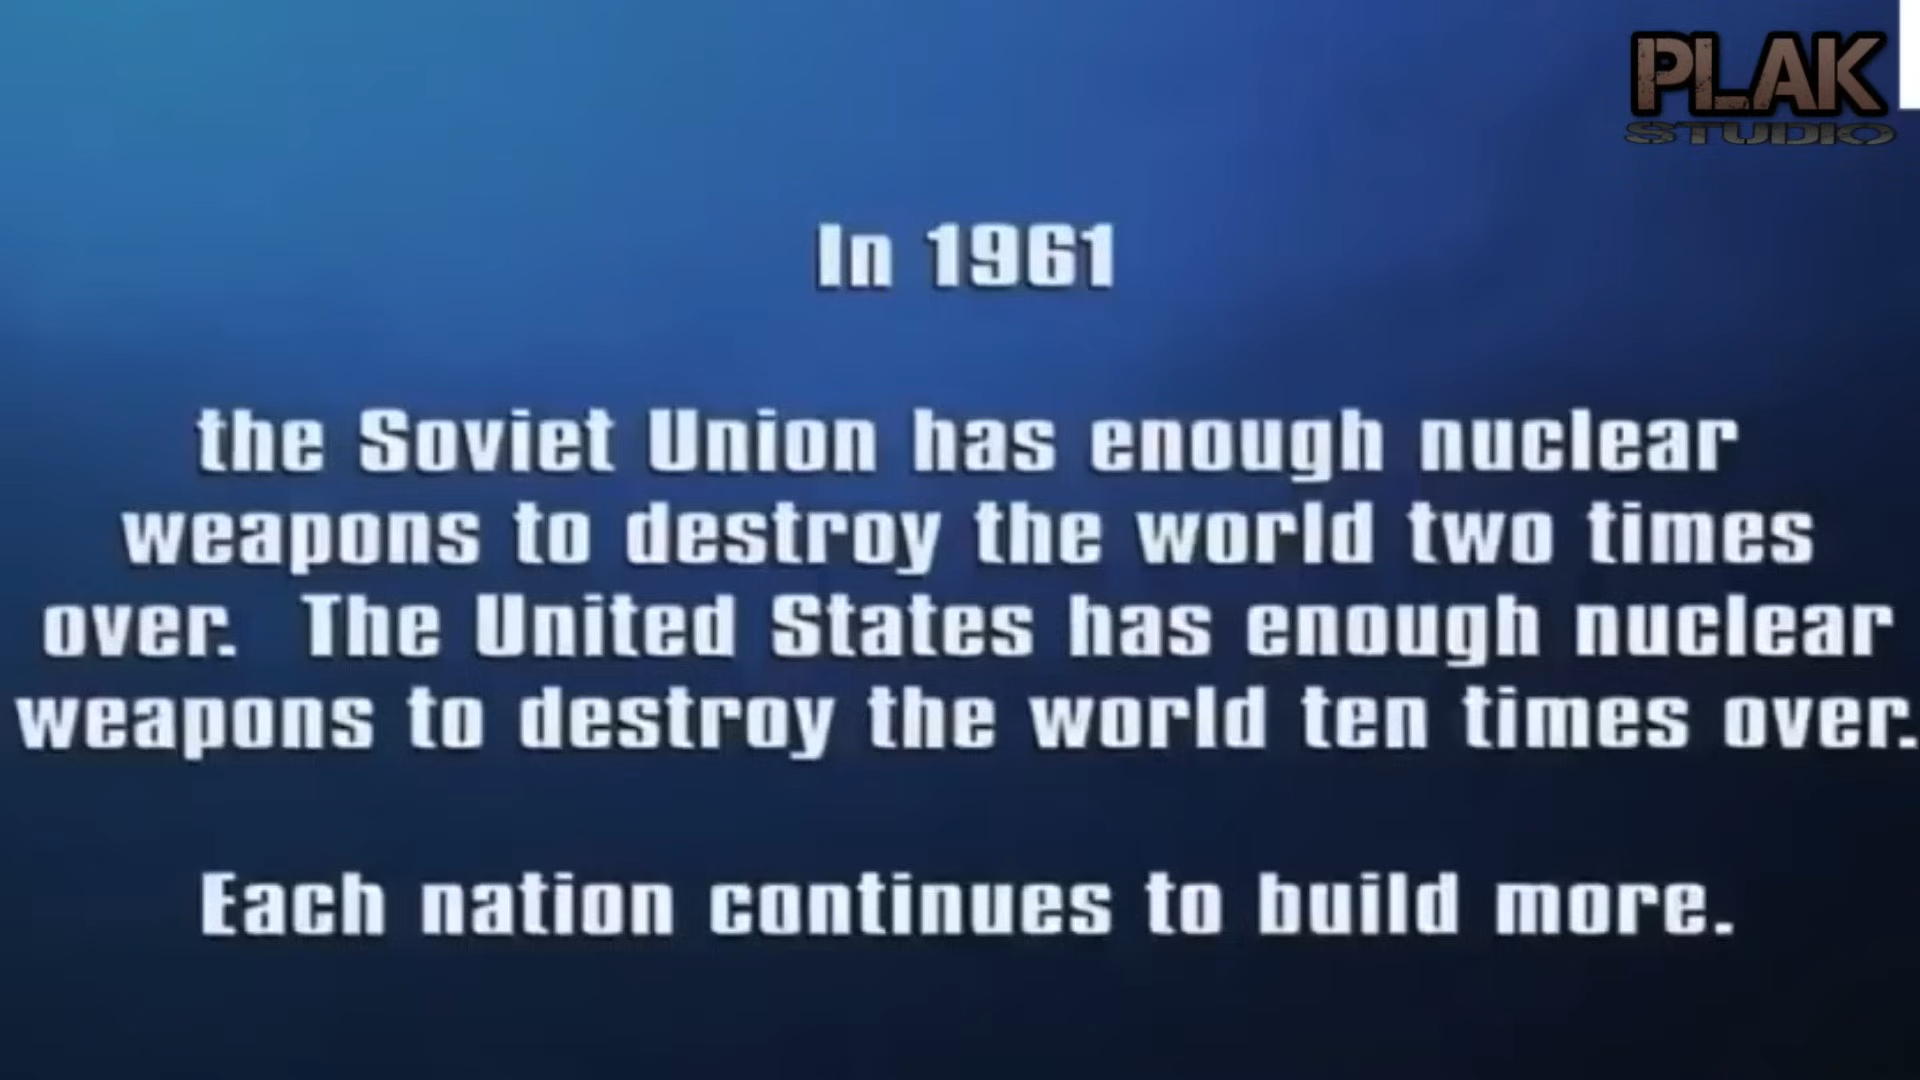 PLAK
STUDIO
In 1961
the Soviet Union has enough nuclear
weapons to destroy the world two times
over. The United States has enough nuclear
weapons to destroy the world ten times over.
Each nation continues to build more.